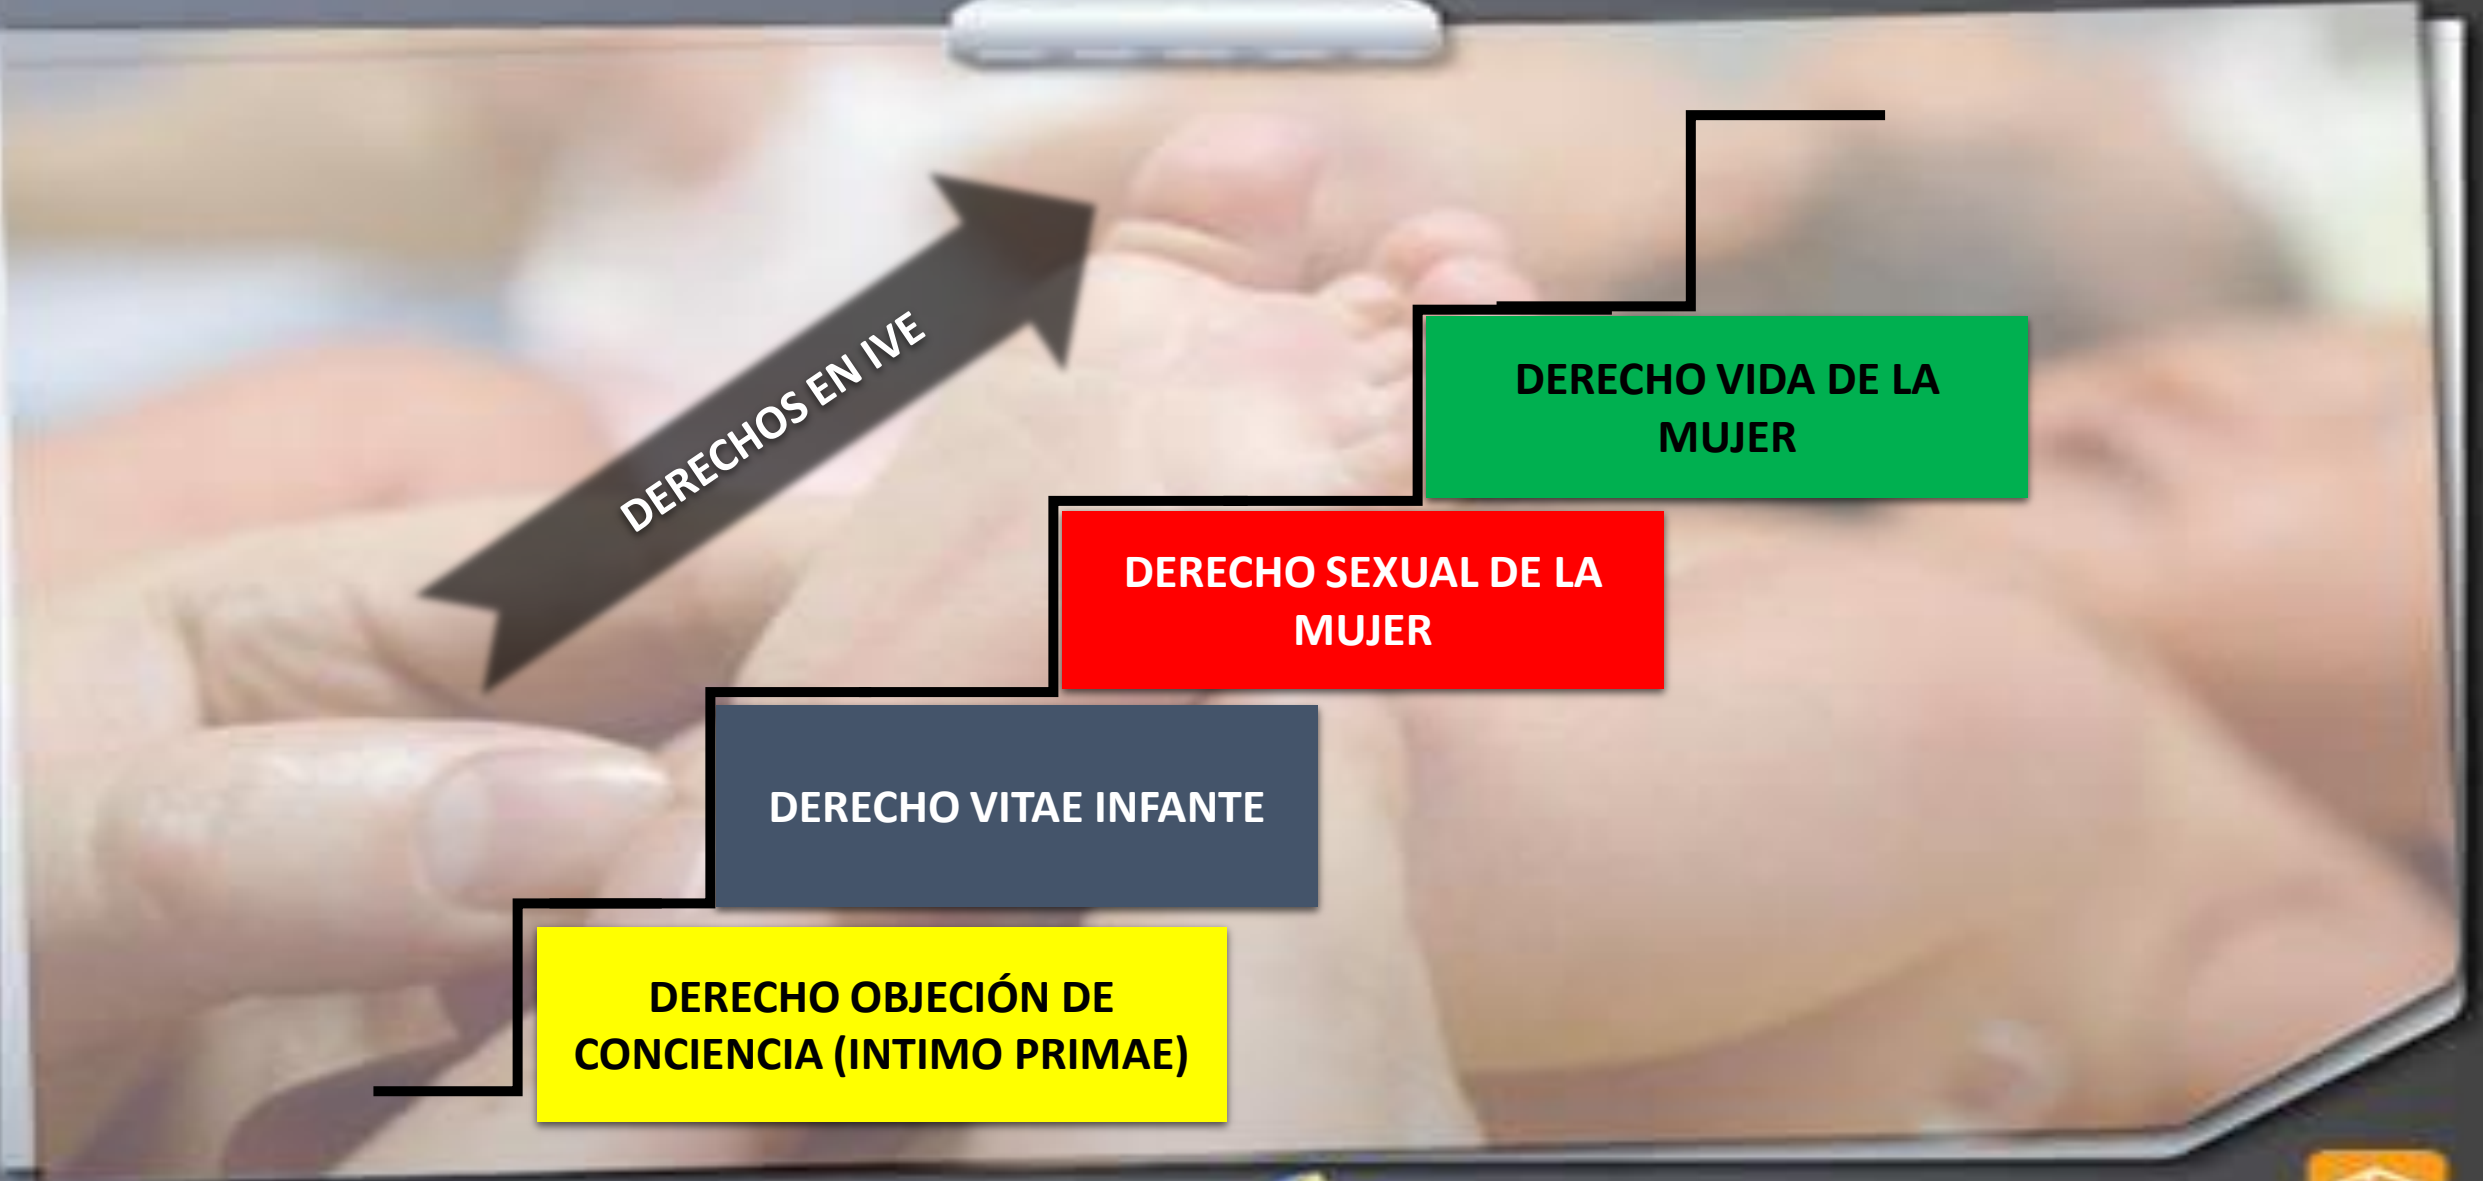 DERECHOS EN IVE
DERECHO VIDA DE LA
MUJER
DERECHO SEXUAL DE LA
MUJER
DERECHO VITAE INFANTE
DERECHO OBJECIÓN DE
CONCIENCIA (INTIMO PRIMAE)